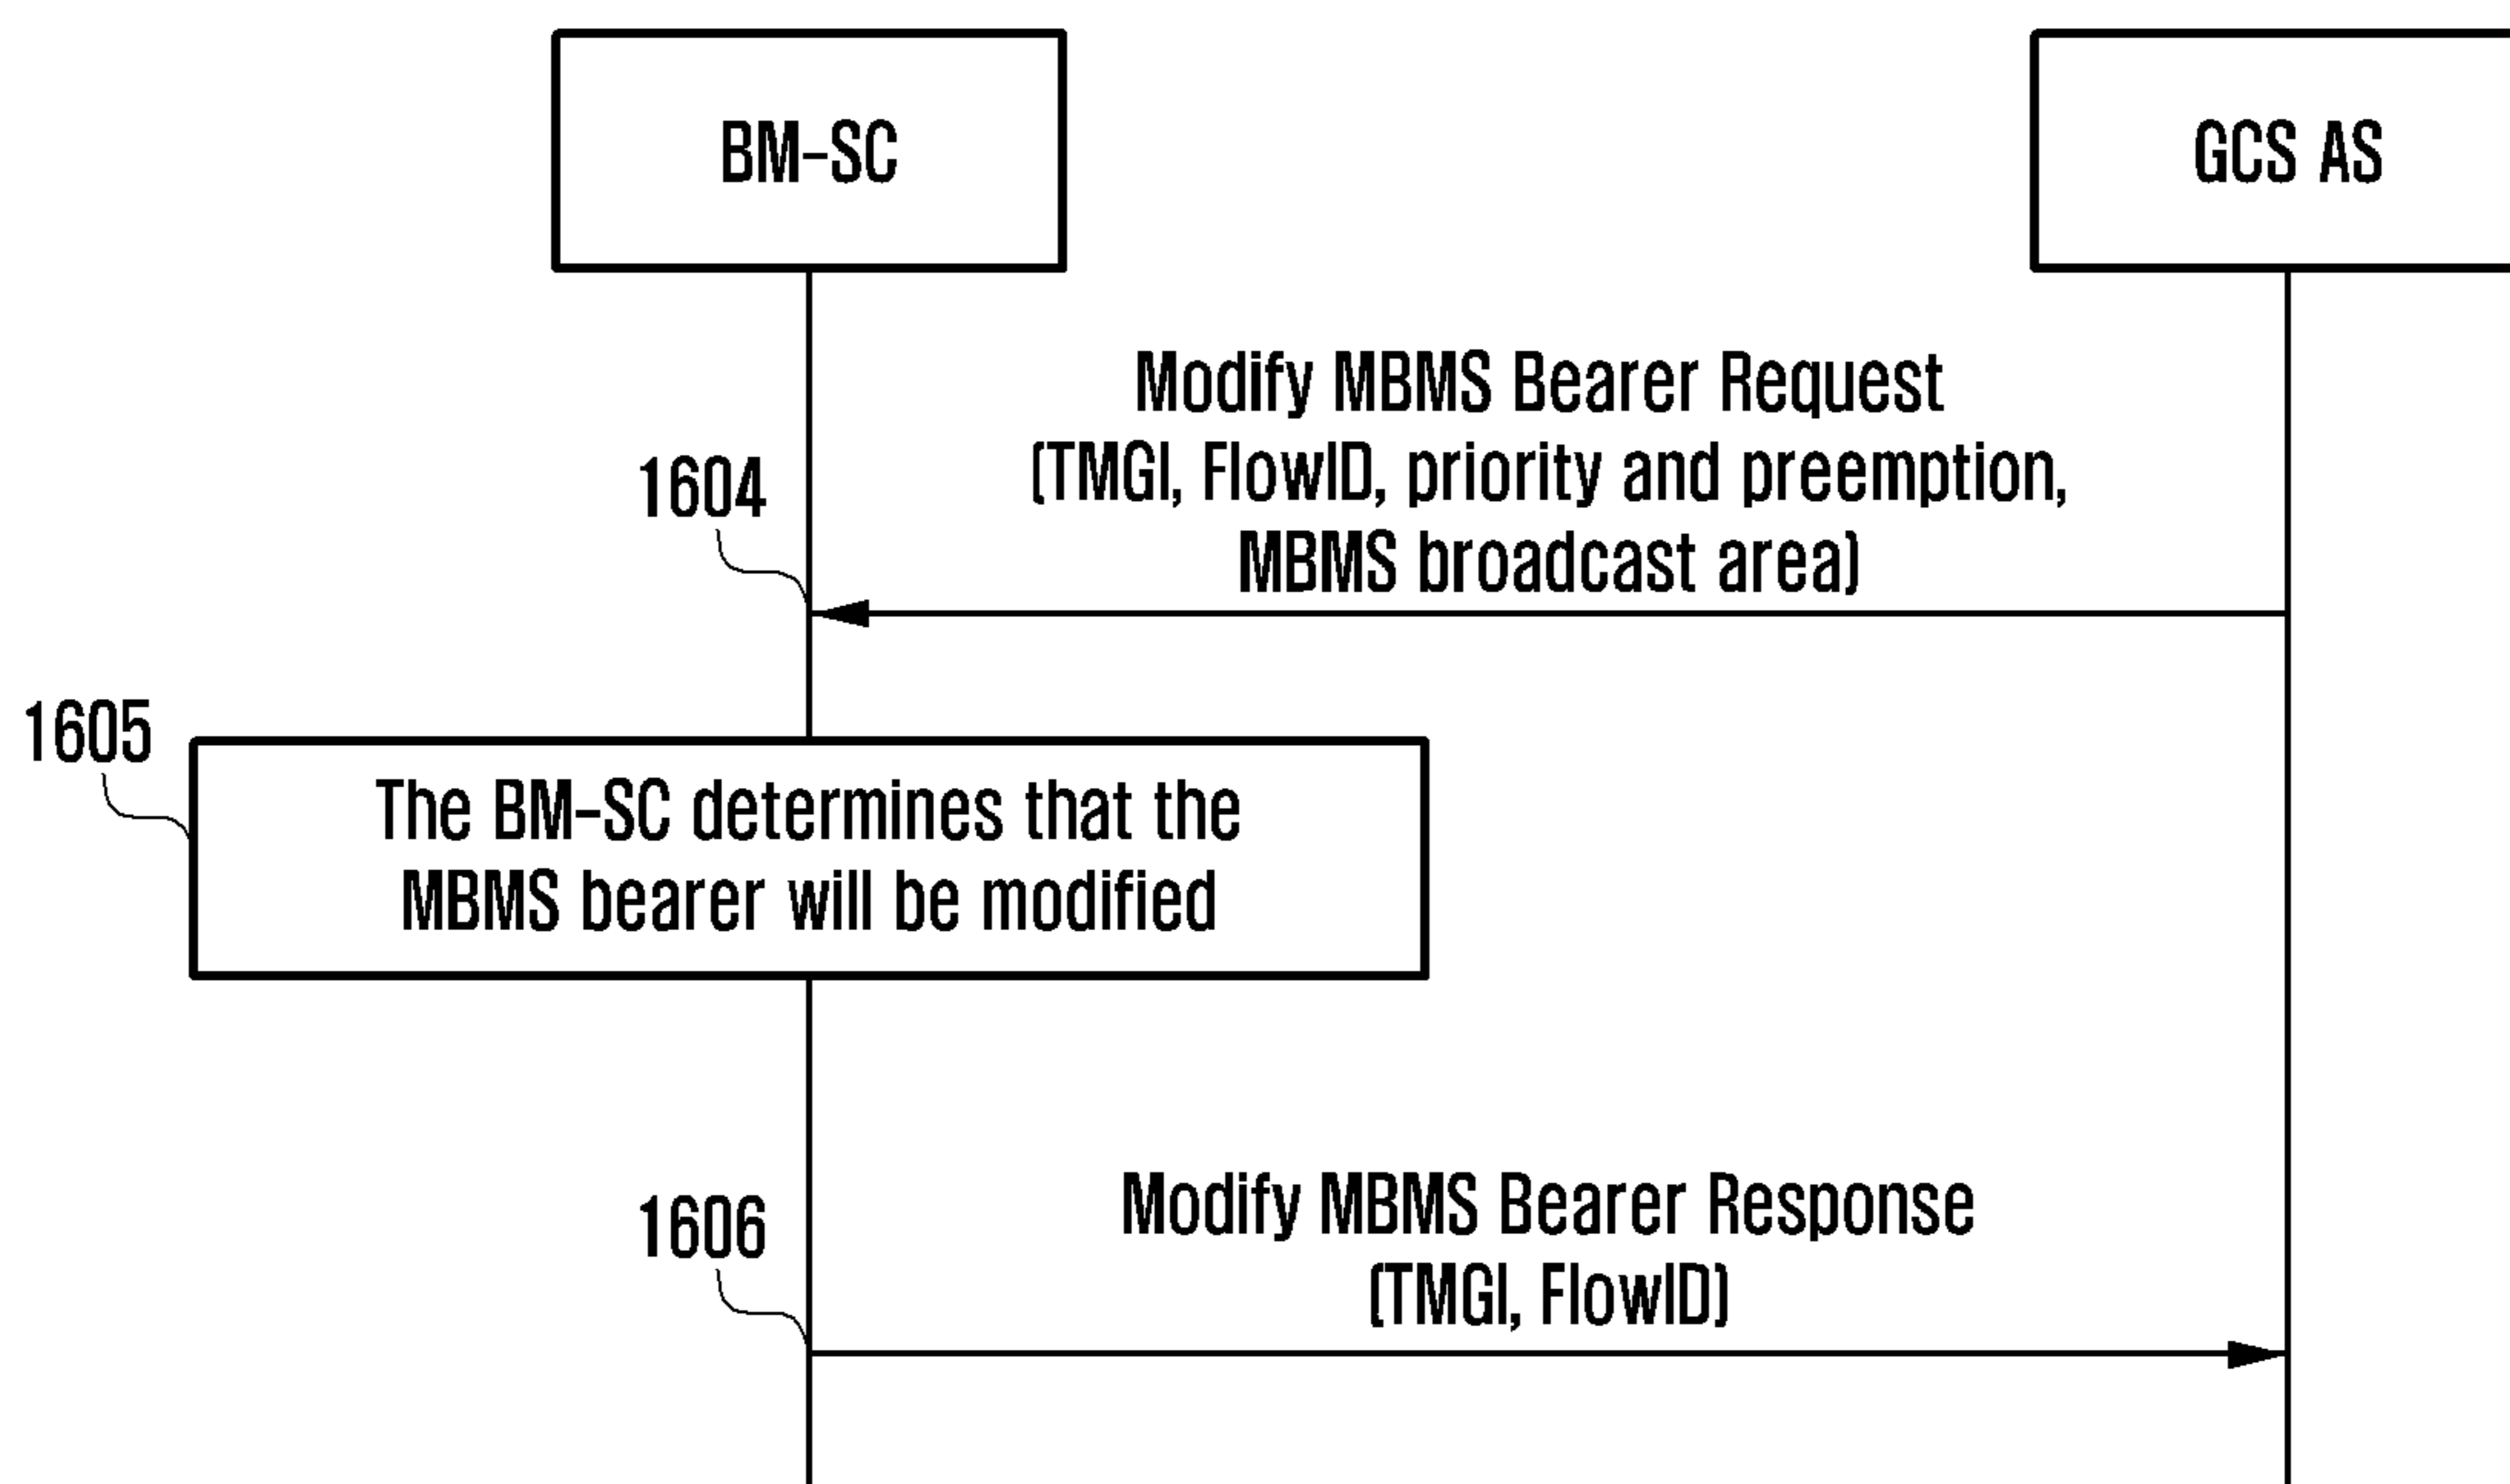 BM-SC
GCS AS
Modify MBMS Bearer Request
(TMGI, FlowID, priority and preemption,
MBMS broadcast area)
1604
1605
The BM-SC determines that the
MBMS bearer will be modified
1606
Modify MBMS Bearer Response
(TMGI, FlowID)